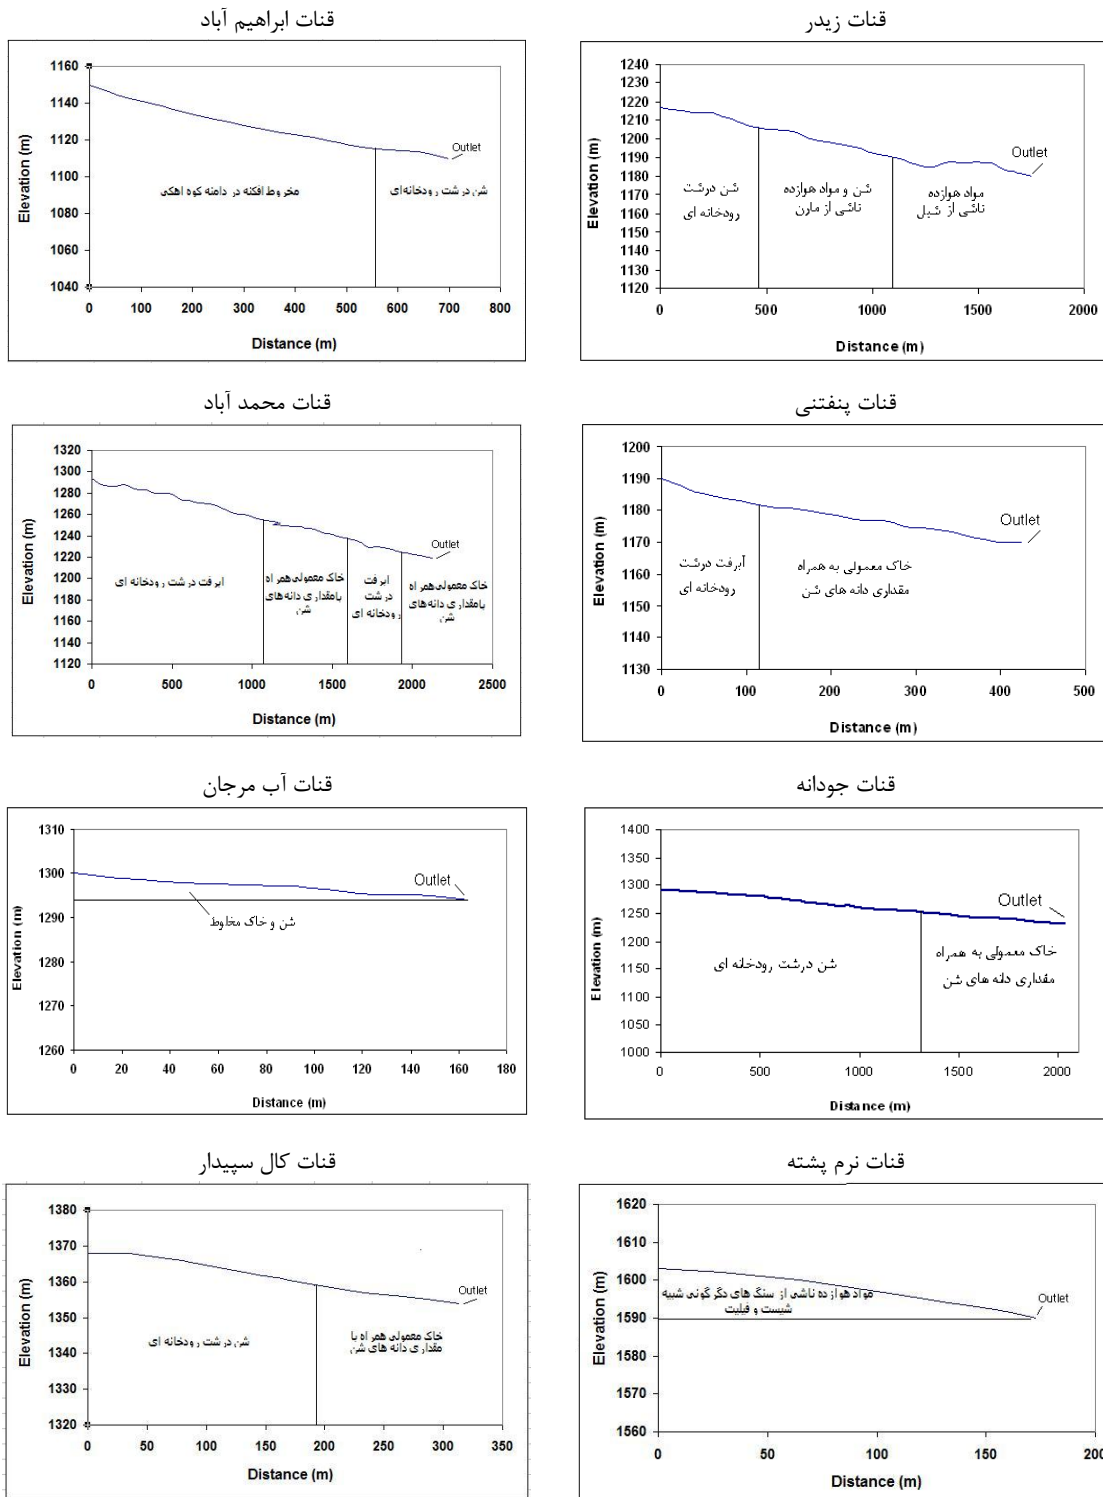 قنات ابراهیم آباد
1160
1140
1120
1100
1080
1060
1040
Elevation (m)
Outlet
مخروط افکنه در دامنه کوه اهکی
شن درشت رودخانه‌ای
0 100 200 300 400 500 600 700 800
Distance (m)
قنات زیدر
1240
1230
1220
1210
1200
1190
1180
1170
1160
1150
1140
1130
1120
Elevation (m)
Outlet
شن درشت
رودخانه ای
شن و مواد هوازده
ناشی از مارن
مواد هوازده
ناشی از شیل
0 500 1000 1500 2000
Distance (m)
قنات محمد آباد
1320
1300
1280
1260
1240
1220
1200
1180
1160
1140
1120
Elevation (m)
Outlet
ابرفت درشت رودخانه ای
خاک معمولی همراه
بامقداری دانه های
شن
ابرفت
درشت
رودخانه ای
خاک معمولی همراه
بامقداری دانه های
شن
0 500 1000 1500 2000 2500
Distance (m)
قنات پنفتنی
1200
1190
1180
1170
1160
1150
1140
1130
Elevation (m)
Outlet
آبرفت درشت
رودخانه ای
خاک معمولی به همراه
مقداری دانه های شن
0 100 200 300 400 500
Distance (m)
قنات آب مرجان
1310
1300
1290
1280
1270
1260
Elevation (m)
Outlet
شن و خاک مخلوط
0 20 40 60 80 100 120 140 160 180
Distance (m)
قنات جودانه
1400
1350
1300
1250
1200
1150
1100
1050
1000
Elevation (m)
Outlet
شن درشت رودخانه ای
خاک معمولی به همراه
مقداری دانه های شن
0 500 1000 1500 2000
Distance (m)
قنات کال سپیدار
1380
1370
1360
1350
1340
1330
1320
Elevation (m)
Outlet
شن درشت رودخانه ای
خاک معمولی همراه با
مقداری دانه های شن
0 50 100 150 200 250 300 350
Distance (m)
قنات نرم پشته
1620
1610
1600
1590
1580
1570
1560
Elevation (m)
Outlet
مواد هوازده ناشی از سنگ های دگرگونی شبیه
شیست و فیلیت
0 50 100 150 200
Distance (m)